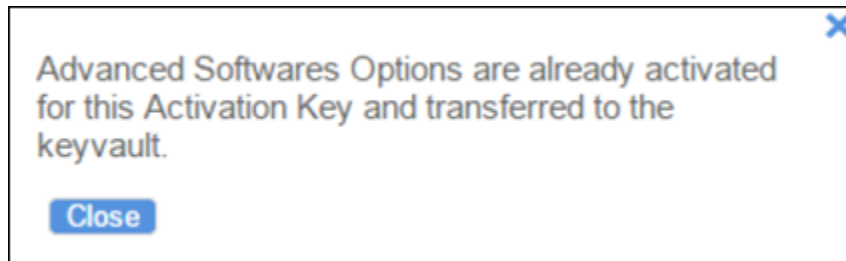 Advanced Softwares Options are already activated
for this Activation Key and transferred to the
keyvault.
Close